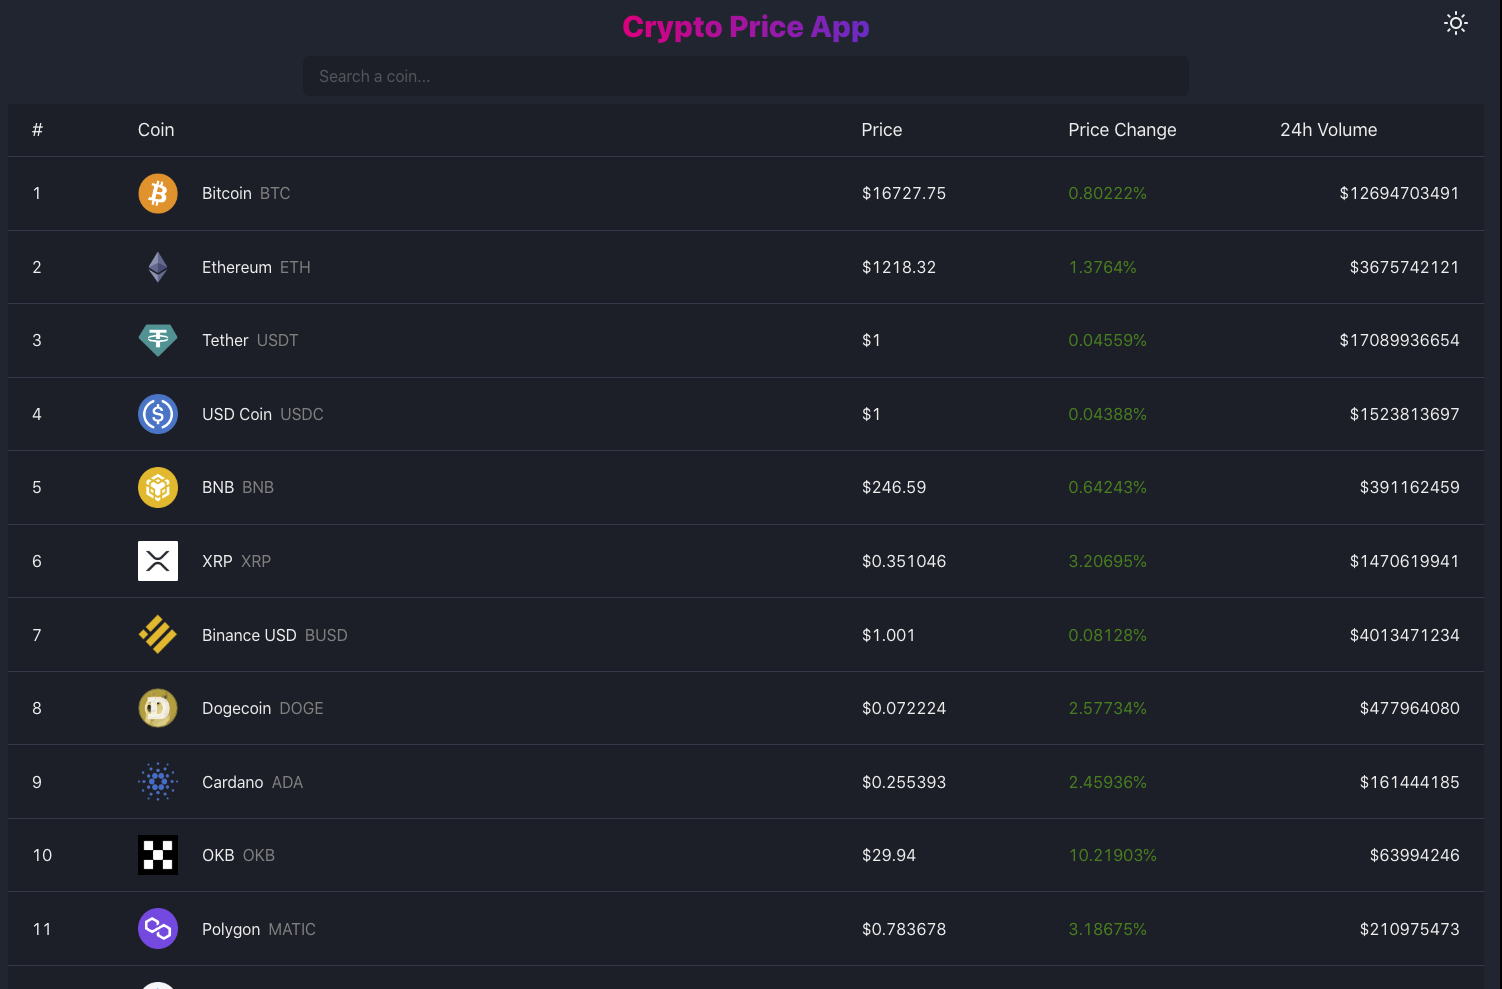 Crypto Price App
Search a coin...
# Coin Price Price Change 24h Volume
1 Bitcoin BTC $16727.75 0.80222% $12694703491
2 Ethereum ETH $1218.32 1.3764% $3675742121
3 Tether USDT $1 0.04559% $17089936654
4 USD Coin USDC $1 0.04388% $1523813697
5 BNB BNB $246.59 0.64243% $391162459
6 XRP XRP $0.351046 3.20695% $1470619941
7 Binance USD BUSD $1.001 0.08128% $4013471234
8 Dogecoin DOGE $0.072224 2.57734% $477964080
9 Cardano ADA $0.255393 2.45936% $161444185
10 OKB OKB $29.94 10.21903% $63994246
11 Polygon MATIC $0.783678 3.18675% $210975473